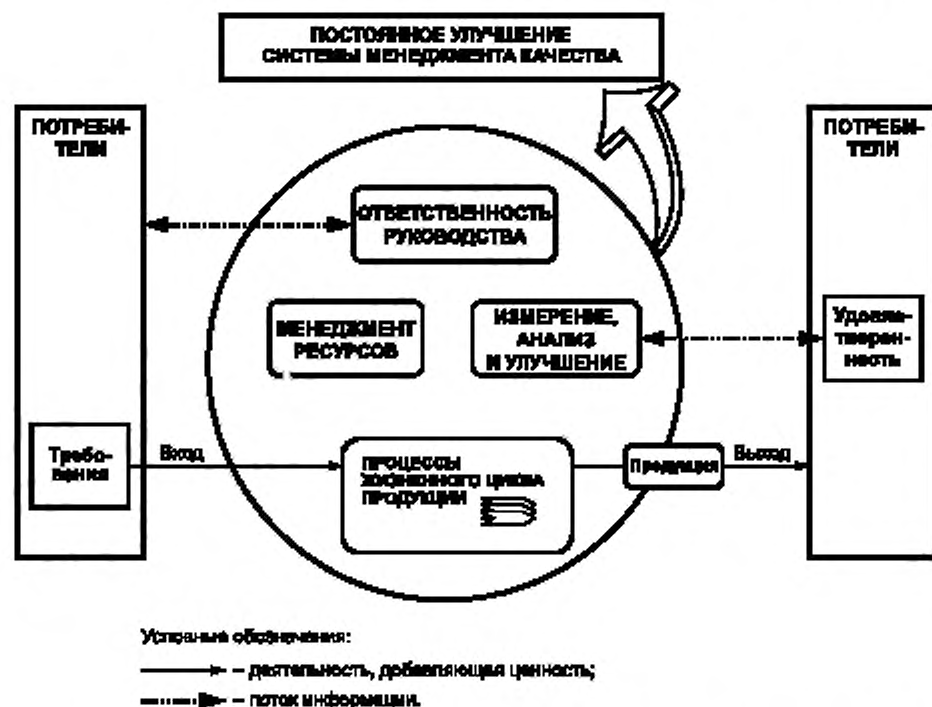 ПОСТОЯННОЕ УЛУЧШЕНИЕ
СИСТЕМЫ МЕНЕДЖМЕНТА КАЧЕСТВА
ПОТРЕБИ-
ТЕЛИ
ПОТРЕБИ-
ТЕЛИ
ОТВЕТСТВЕННОСТЬ
РУКОВОДСТВА
МЕНЕДЖМЕНТ
РЕСУРСОВ
ИЗМЕРЕНИЕ,
АНАЛИЗ
И УЛУЧШЕНИЕ
Удовле-
творен-
ность
Требо-
вания
Вход
ПРОЦЕССЫ
ЖИЗНЕННОГО ЦИКЛА
ПРОДУКЦИИ
Продукция
Выход
Условные обозначения:
– деятельность, добавляющая ценность;
– поток информации.